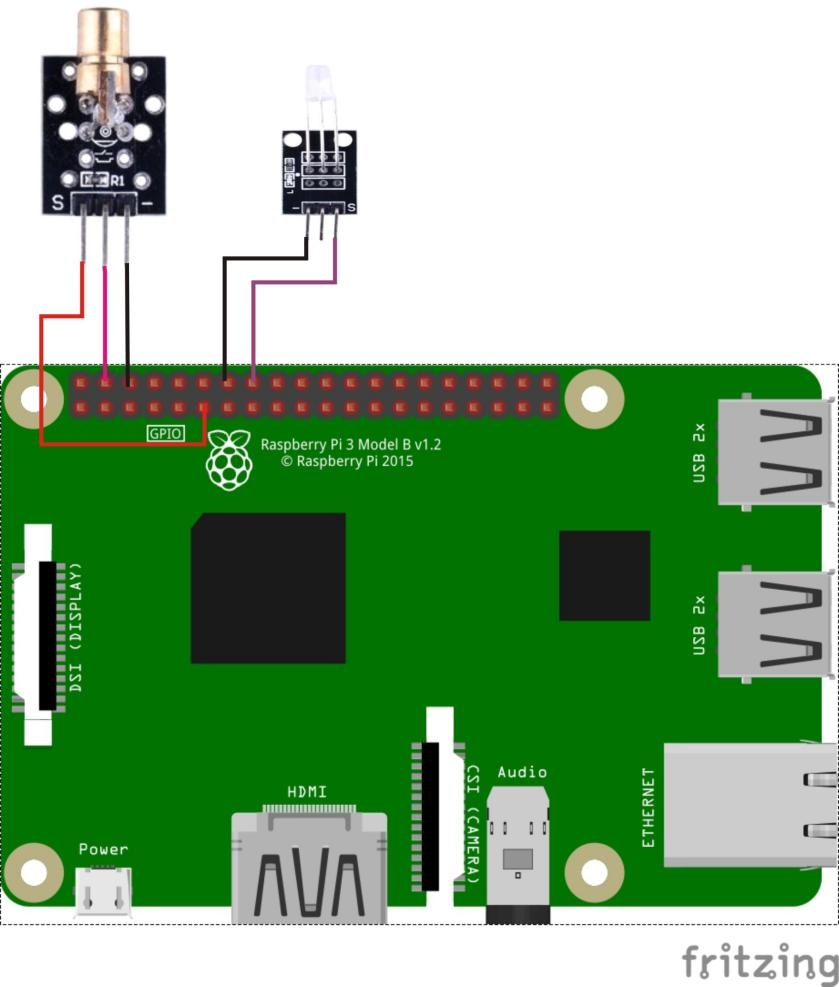 R1
S -
- S
L
GPIO
Raspberry Pi 3 Model B v1.2
© Raspberry Pi 2015
USB 2x
DSI (DISPLAY)
USB 2x
HDMI
CSI (CAMERA)
Audio
ETHERNET
Power
fritzing